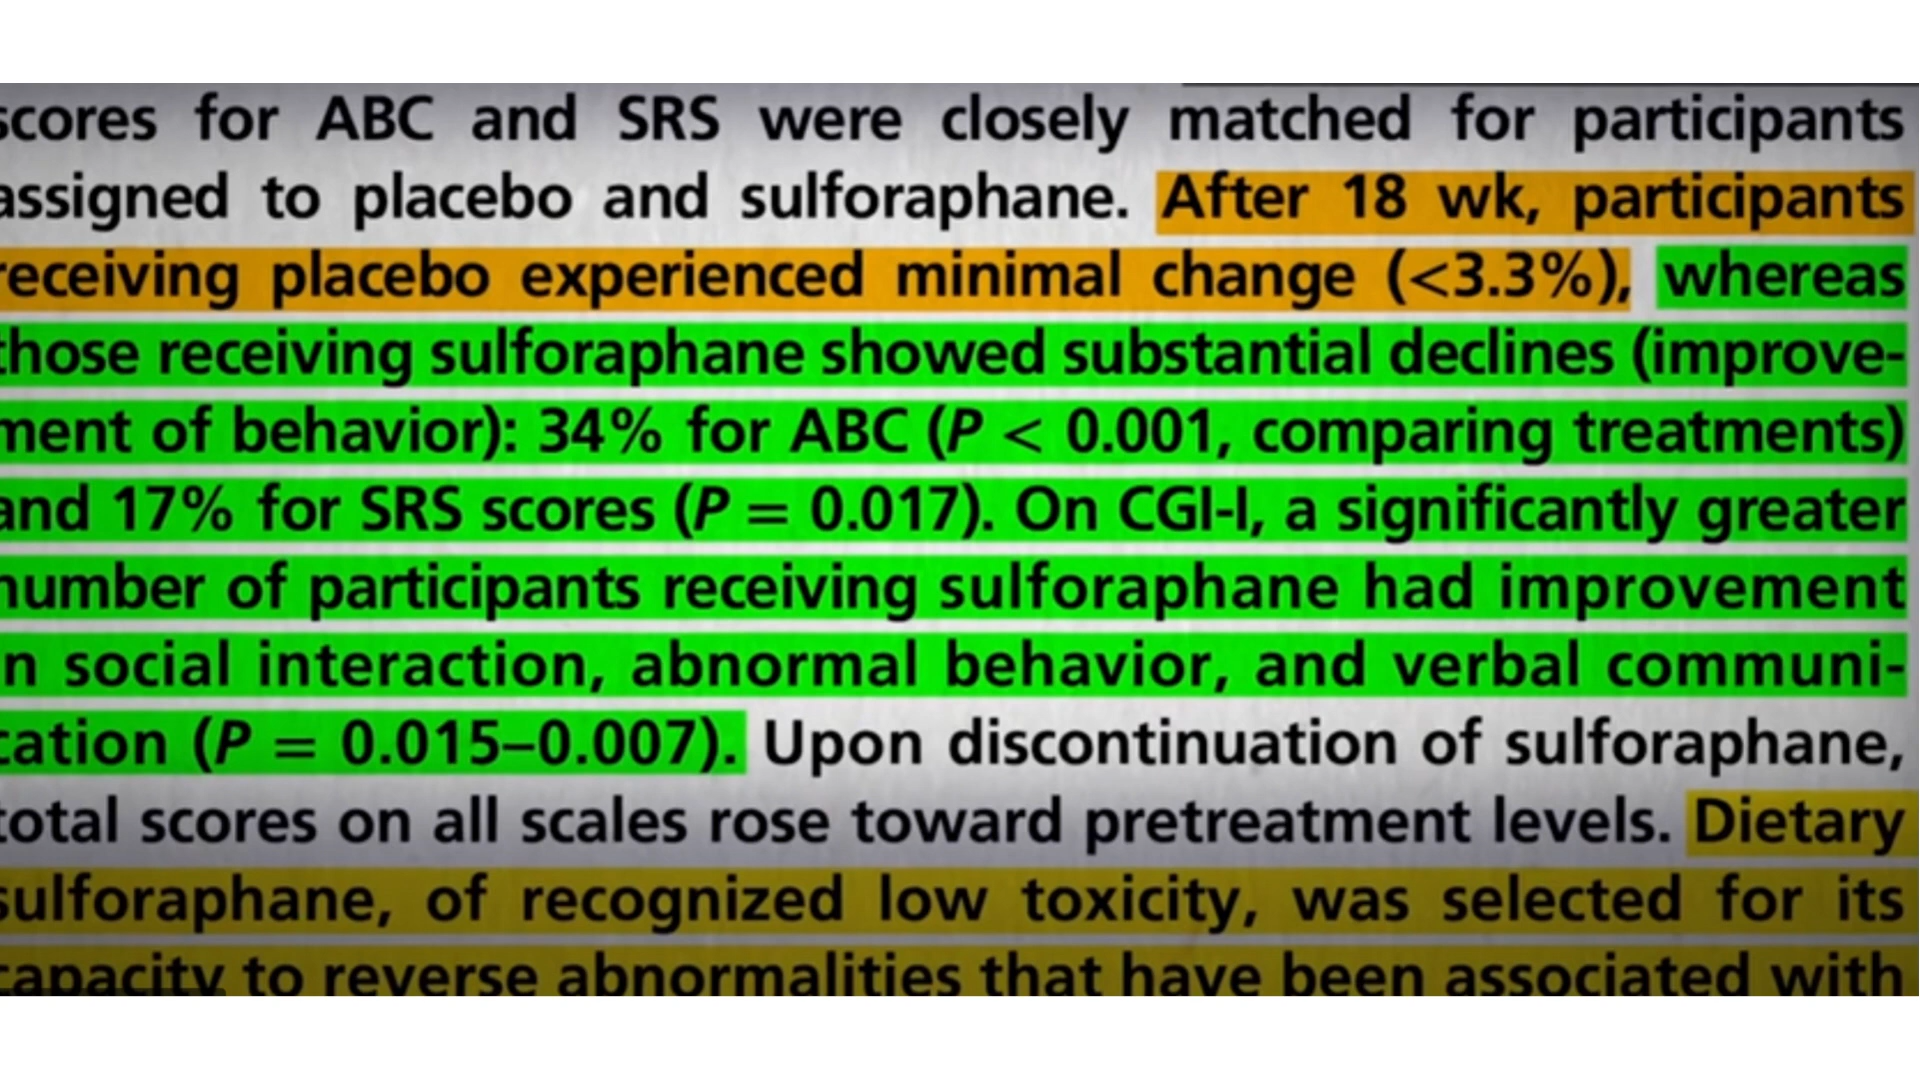 scores for ABC and SRS were closely matched for participants
assigned to placebo and sulforaphane. After 18 wk, participants
receiving placebo experienced minimal change (<3.3%), whereas
those receiving sulforaphane showed substantial declines (improve-
ment of behavior): 34% for ABC (P < 0.001, comparing treatments)
and 17% for SRS scores (P = 0.017). On CGI-I, a significantly greater
number of participants receiving sulforaphane had improvement
in social interaction, abnormal behavior, and verbal communi-
cation (P = 0.015–0.007). Upon discontinuation of sulforaphane,
total scores on all scales rose toward pretreatment levels. Dietary
sulforaphane, of recognized low toxicity, was selected for its
capacity to reverse abnormalities that have been associated with